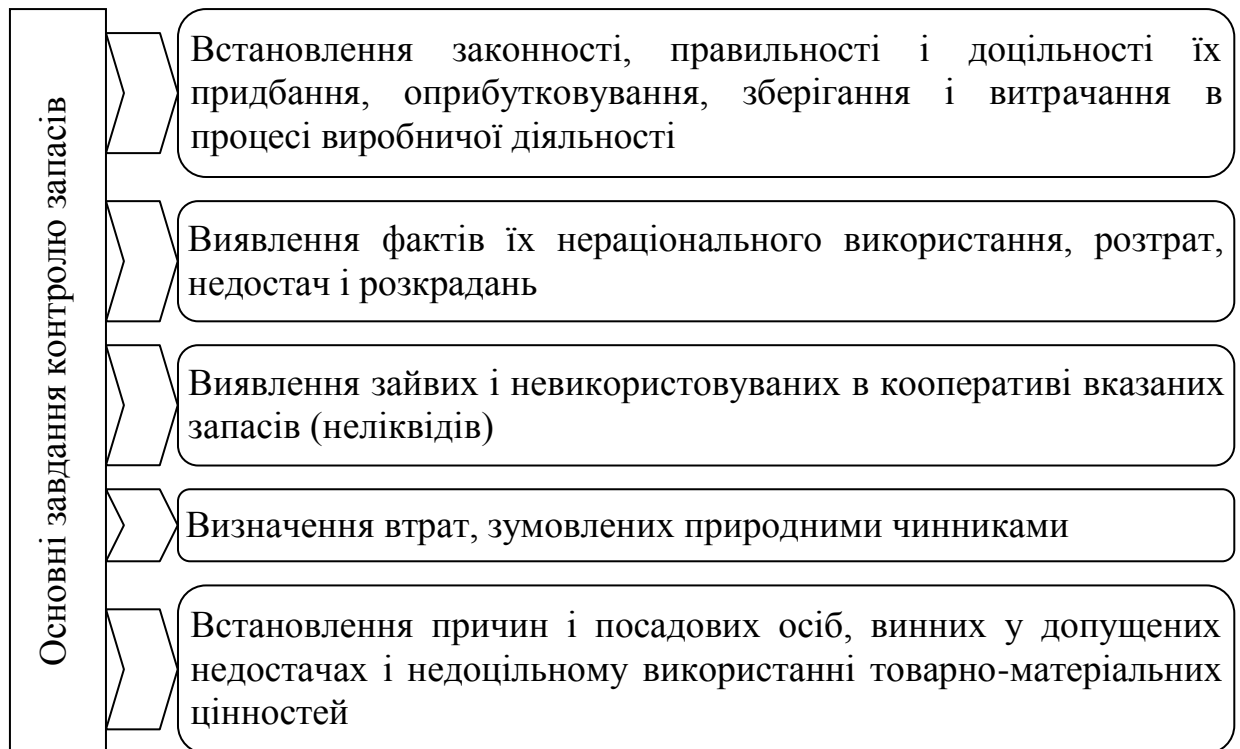 Основні завдання контролю запасів
Встановлення законності, правильності і доцільності їх
придбання, оприбутковування, зберігання і витрачання в
процесі виробничої діяльності
Виявлення фактів їх нераціонального використання, розтрат,
недостач і розкрадань
Виявлення зайвих і невикористовуваних в кооперативі вказаних
запасів (неліквідів)
Визначення втрат, зумовлених природними чинниками
Встановлення причин і посадових осіб, винних у допущених
недостачах і недоцільному використанні товарно-матеріальних
цінностей